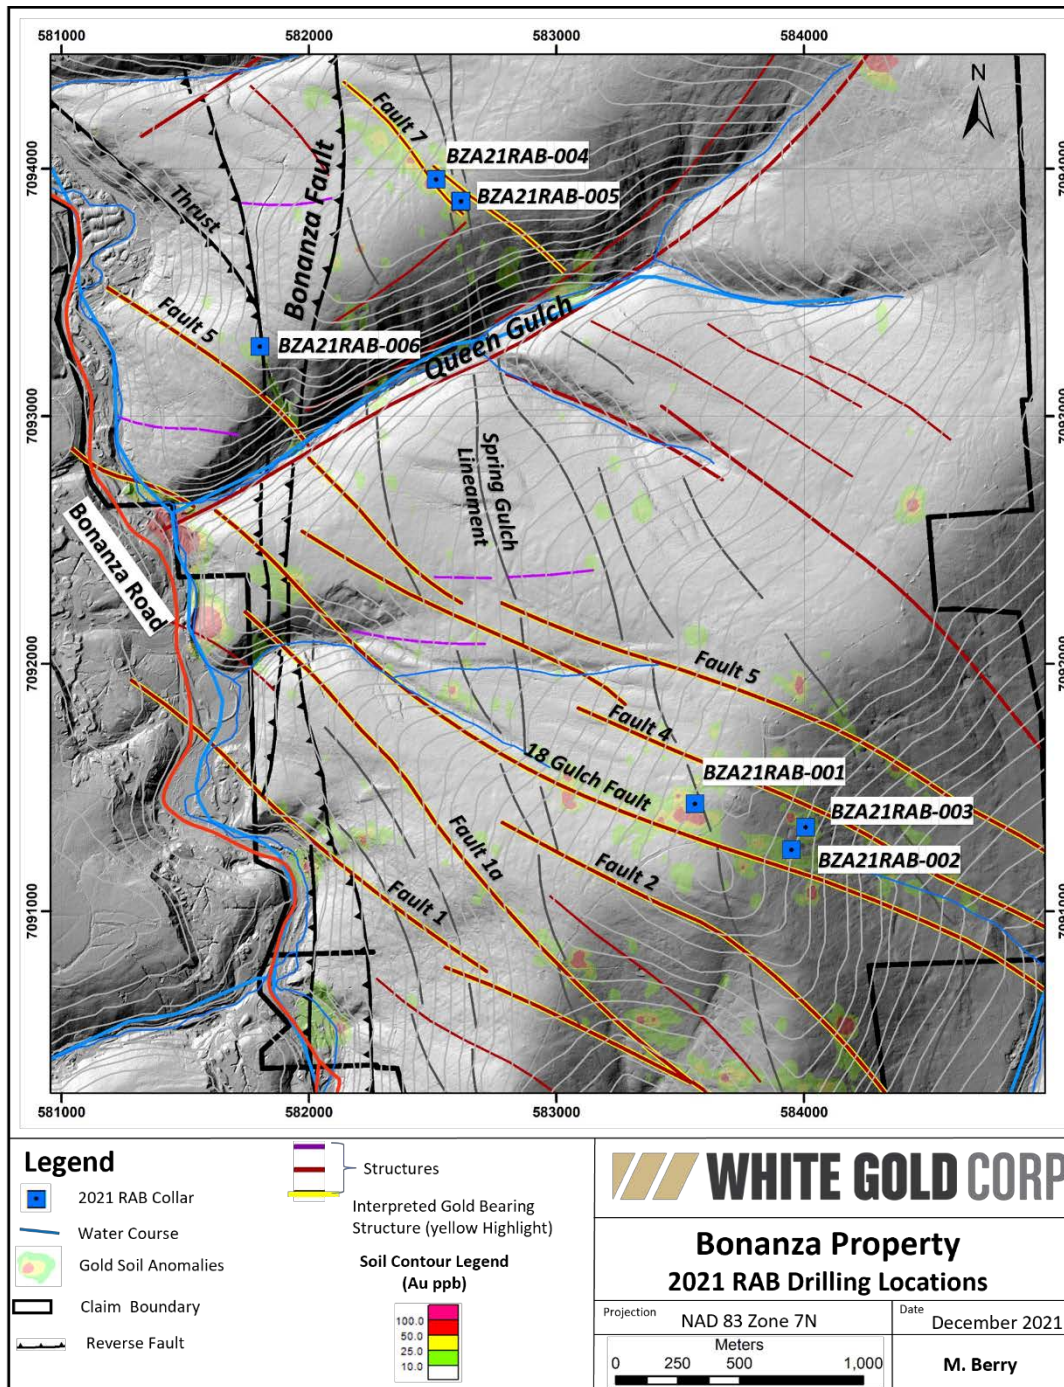 581000 582000 583000 584000
N
7094000
7094000
Fault 7
BZA21RAB-004
BZA21RAB-005
Thrust
Bonanza Fault
Fault 5
BZA21RAB-006
Queen Gulch
7093000
7093000
Spring Gulch
Lineament
Bonanza Road
7092000
7092000
Fault 5
Fault 4
18 Gulch Fault
BZA21RAB-001
BZA21RAB-003
BZA21RAB-002
Fault 1a
Fault 2
Fault 1
7091000
7091000
581000 582000 583000 584000
Legend
2021 RAB Collar
Water Course
Gold Soil Anomalies
Claim Boundary
Reverse Fault
Structures
Interpreted Gold Bearing
Structure (yellow Highlight)
Soil Contour Legend
(Au ppb)
100.0
50.0
25.0
10.0
WHITE GOLD CORP
Bonanza Property
2021 RAB Drilling Locations
Projection NAD 83 Zone 7N
Date December 2021
Meters
0 250 500 1,000
M. Berry